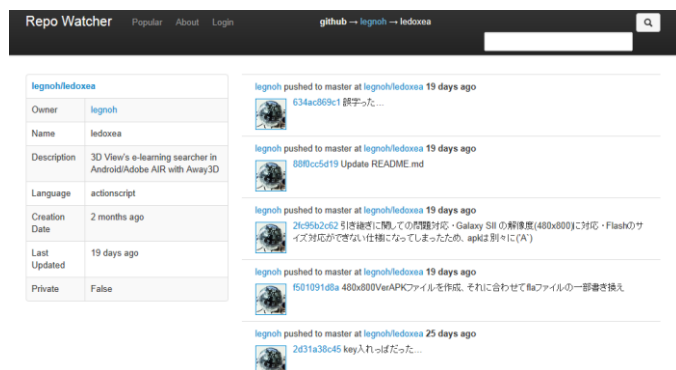 Repo Watcher Popular About Login github → legnoh → ledoxea
legnoh/ledoxea
Owner legnoh
Name ledoxea
Description 3D View's e-learning searcher in
Android/Adobe AIR with Away3D
Language actionscript
Creation
Date 2 months ago
Last
Updated 19 days ago
Private False
legnoh pushed to master at legnoh/ledoxea 19 days ago
634ac869c1 誤字った...
legnoh pushed to master at legnoh/ledoxea 19 days ago
88f0cc5d19 Update README.md
legnoh pushed to master at legnoh/ledoxea 19 days ago
2fc95b2c62 引き継ぎに関しての問題対応・Galaxy SII の解像度(480x800)に対応・Flashのサ
イズ対応ができない仕様になってしまったため、apkは別々に('A`)
legnoh pushed to master at legnoh/ledoxea 19 days ago
f501091d8a 480x800VerAPKファイルを作成、それに合わせてflaファイルの一部書き換え
legnoh pushed to master at legnoh/ledoxea 25 days ago
2d31a38c45 key入れっぱだった...